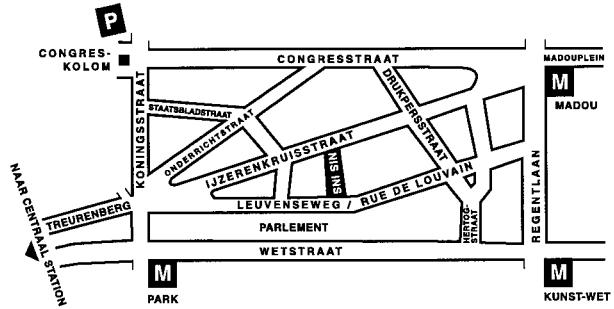 P
CONGRES-
KOLOM
CONGRESSTRAAT
MADOUPLEIN
M
MADOU
KONINGSSTRAAT
STAATSBLADSTRAAT
ONDERRICHTSTRAAT
DRUKPERSSTRAAT
IJZERENKRUISSTRAAT
NIS INS
LEUVENSEWEG / RUE DE LOUVAIN
REGENTLAAN
TREURENBERG
NAAR CENTRAAL STATION
PARLEMENT
HERTOG-
STRAAT
WETSTRAAT
M
PARK
M
KUNST-WET